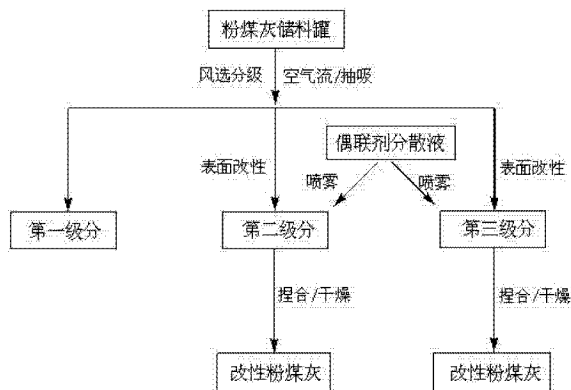 粉煤灰储料罐
风选分级 空气流/抽吸
偶联剂分散液
表面改性 喷雾 喷雾 表面改性
第一级分 第二级分 第三级分
捏合/干燥 捏合/干燥
改性粉煤灰 改性粉煤灰